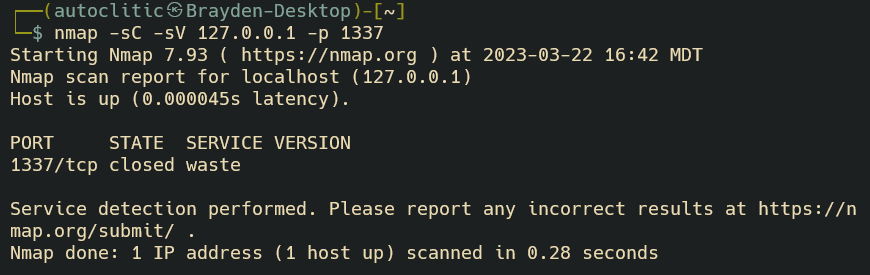 ┌──(autoclitic㉿Brayden-Desktop)-[~]
└─$ nmap -sC -sV 127.0.0.1 -p 1337
Starting Nmap 7.93 ( https://nmap.org ) at 2023-03-22 16:42 MDT
Nmap scan report for localhost (127.0.0.1)
Host is up (0.000045s latency).

PORT     STATE  SERVICE VERSION
1337/tcp closed waste

Service detection performed. Please report any incorrect results at https://n
map.org/submit/ .
Nmap done: 1 IP address (1 host up) scanned in 0.28 seconds